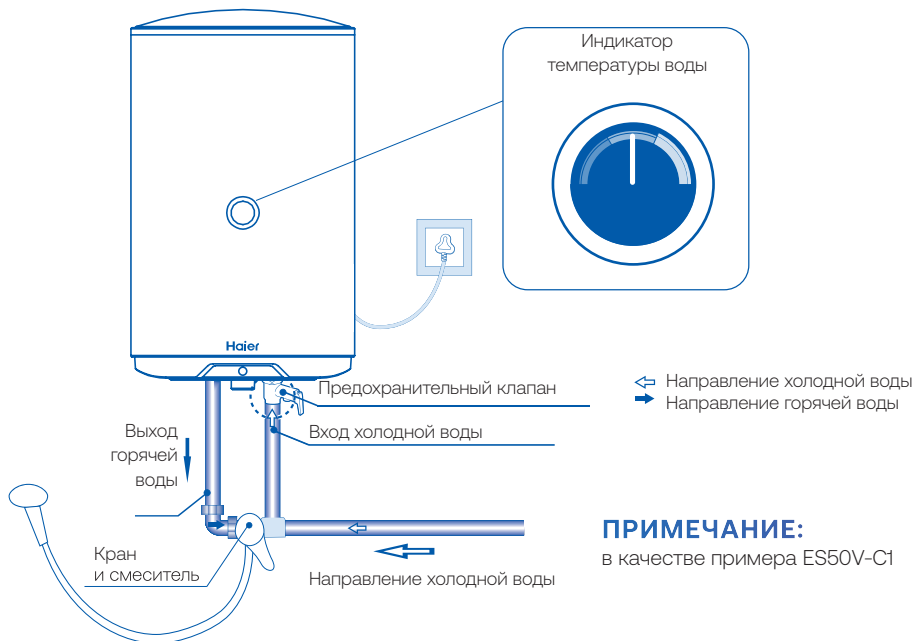 Индикатор
температуры воды
Haier
Предохранительный клапан
Направление холодной воды
Направление горячей воды
Вход холодной воды
Выход
горячей
воды
Кран
и смеситель
Направление холодной воды
ПРИМЕЧАНИЕ:
в качестве примера ES50V-C1